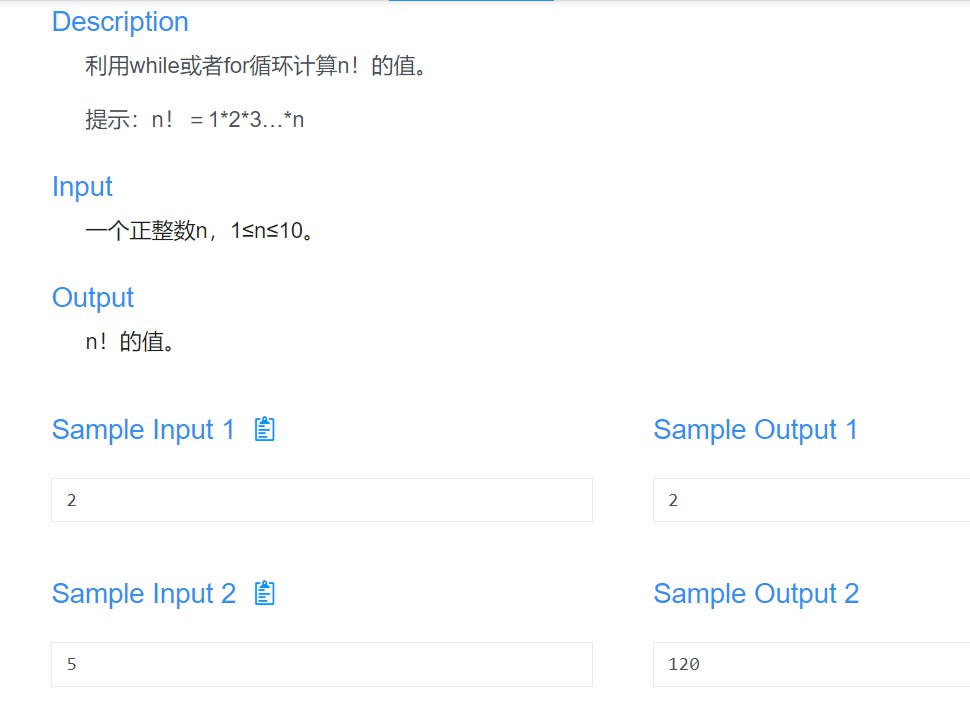 Description
利用while或者for循环计算n！的值。
提示：n！ = 1*2*3…*n
Input
一个正整数n，1≤n≤10。
Output
n！的值。
Sample Input 1
Sample Output 1
2
2
Sample Input 2
Sample Output 2
5
120